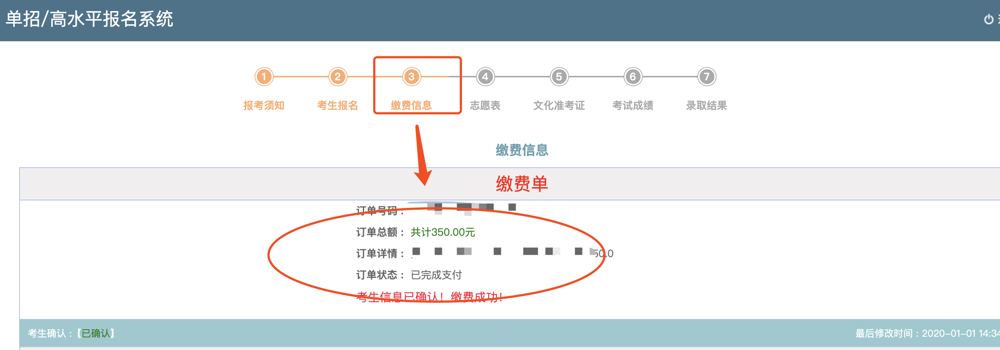 单招/高水平报名系统
1 2 3 4 5 6 7
报考须知 考生报名 缴费信息 志愿表 文化准考证 考试成绩 录取结果
缴费信息
缴费单
订单号码：
订单总额： 共计350.00元
订单详情： 50.0
订单状态： 已完成支付
考生信息已确认！缴费成功！
考生确认：【已确认】 最后修改时间：2020-01-01 14:34